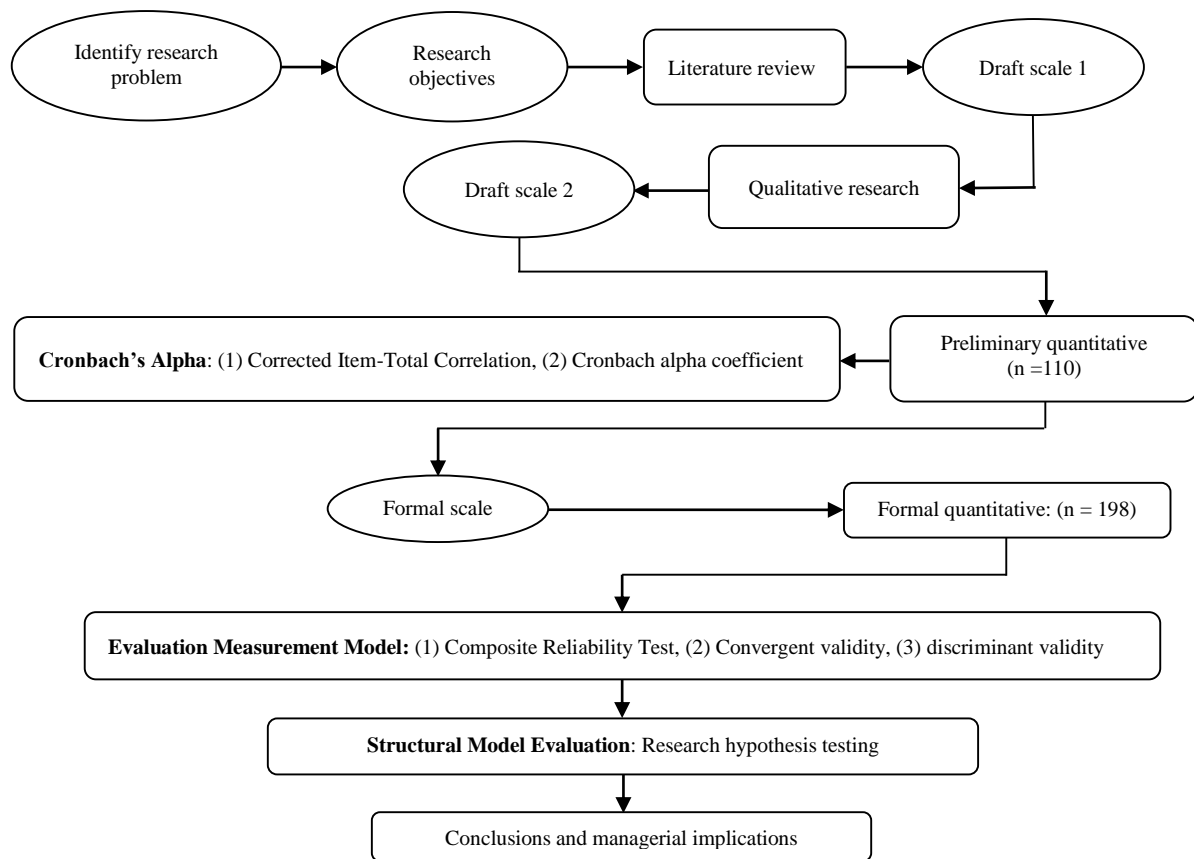 Identify research
problem
Research
objectives
Literature review
Draft scale 1
Draft scale 2
Qualitative research
Cronbach’s Alpha: (1) Corrected Item-Total Correlation, (2) Cronbach alpha coefficient
Preliminary quantitative
(n =110)
Formal scale
Formal quantitative: (n = 198)
Evaluation Measurement Model: (1) Composite Reliability Test, (2) Convergent validity, (3) discriminant validity
Structural Model Evaluation: Research hypothesis testing
Conclusions and managerial implications